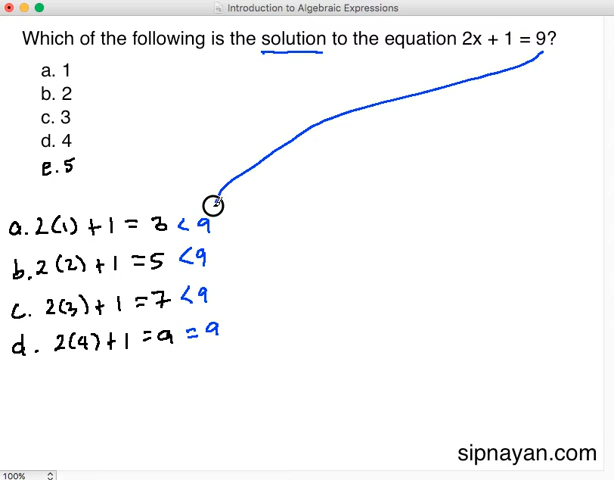 Introduction to Algebraic Expressions
Which of the following is the solution to the equation 2x + 1 = 9?
a. 1
b. 2
c. 3
d. 4
e. 5
a. 2(1) + 1 = 3 < 9
b. 2(2) + 1 = 5 < 9
c. 2(3) + 1 = 7 < 9
d. 2(4) + 1 = 9 = 9
sipnayan.com
100%